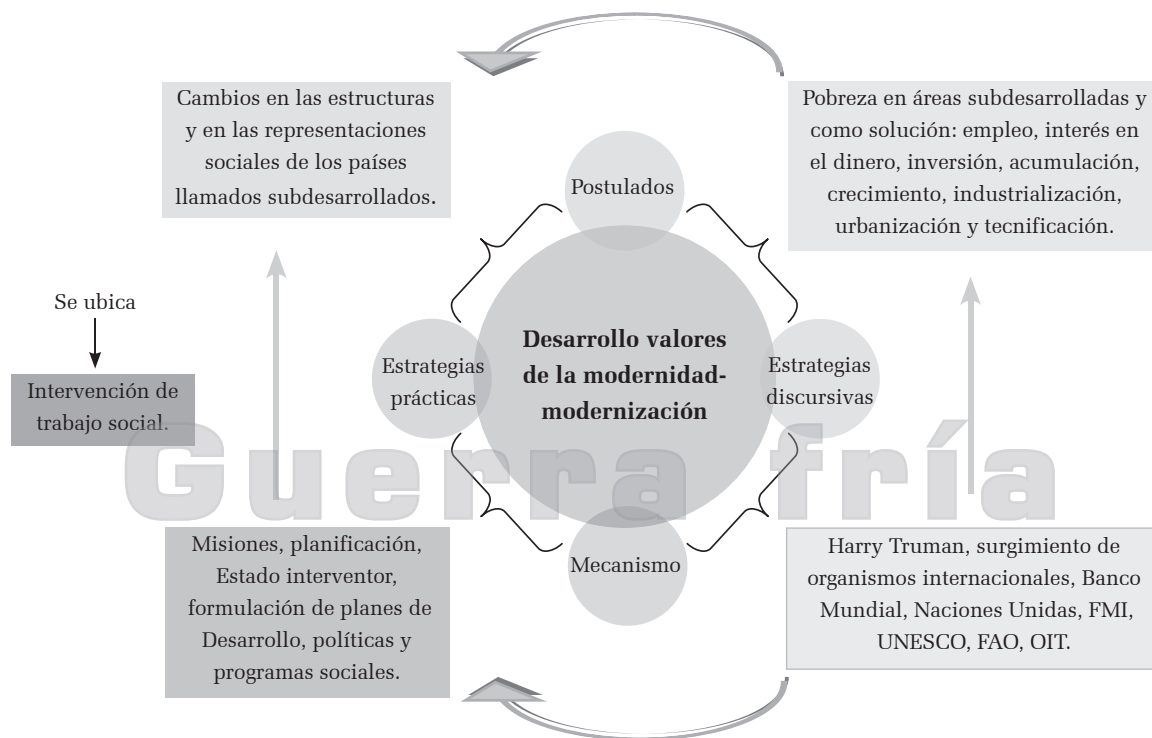 Cambios en las estructuras
y en las representaciones
sociales de los países
llamados subdesarrollados.
Pobreza en áreas subdesarrolladas y
como solución: empleo, interés en
el dinero, inversión, acumulación,
crecimiento, industrialización,
urbanización y tecnificación.
Postulados
Se ubica
Intervención de
trabajo social.
Estrategias
prácticas
Desarrollo valores
de la modernidad-
modernización
Estrategias
discursivas
Guerra fría
Misiones, planificación,
Estado interventor,
formulación de planes de
Desarrollo, políticas y
programas sociales.
Mecanismo
Harry Truman, surgimiento de
organismos internacionales, Banco
Mundial, Naciones Unidas, FMI,
UNESCO, FAO, OIT.